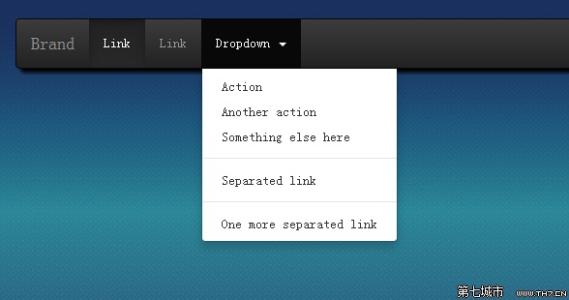 Brand Link Link Dropdown
Action
Another action
Something else here
Separated link
One more separated link
第七城市 WWW.TH7.CN